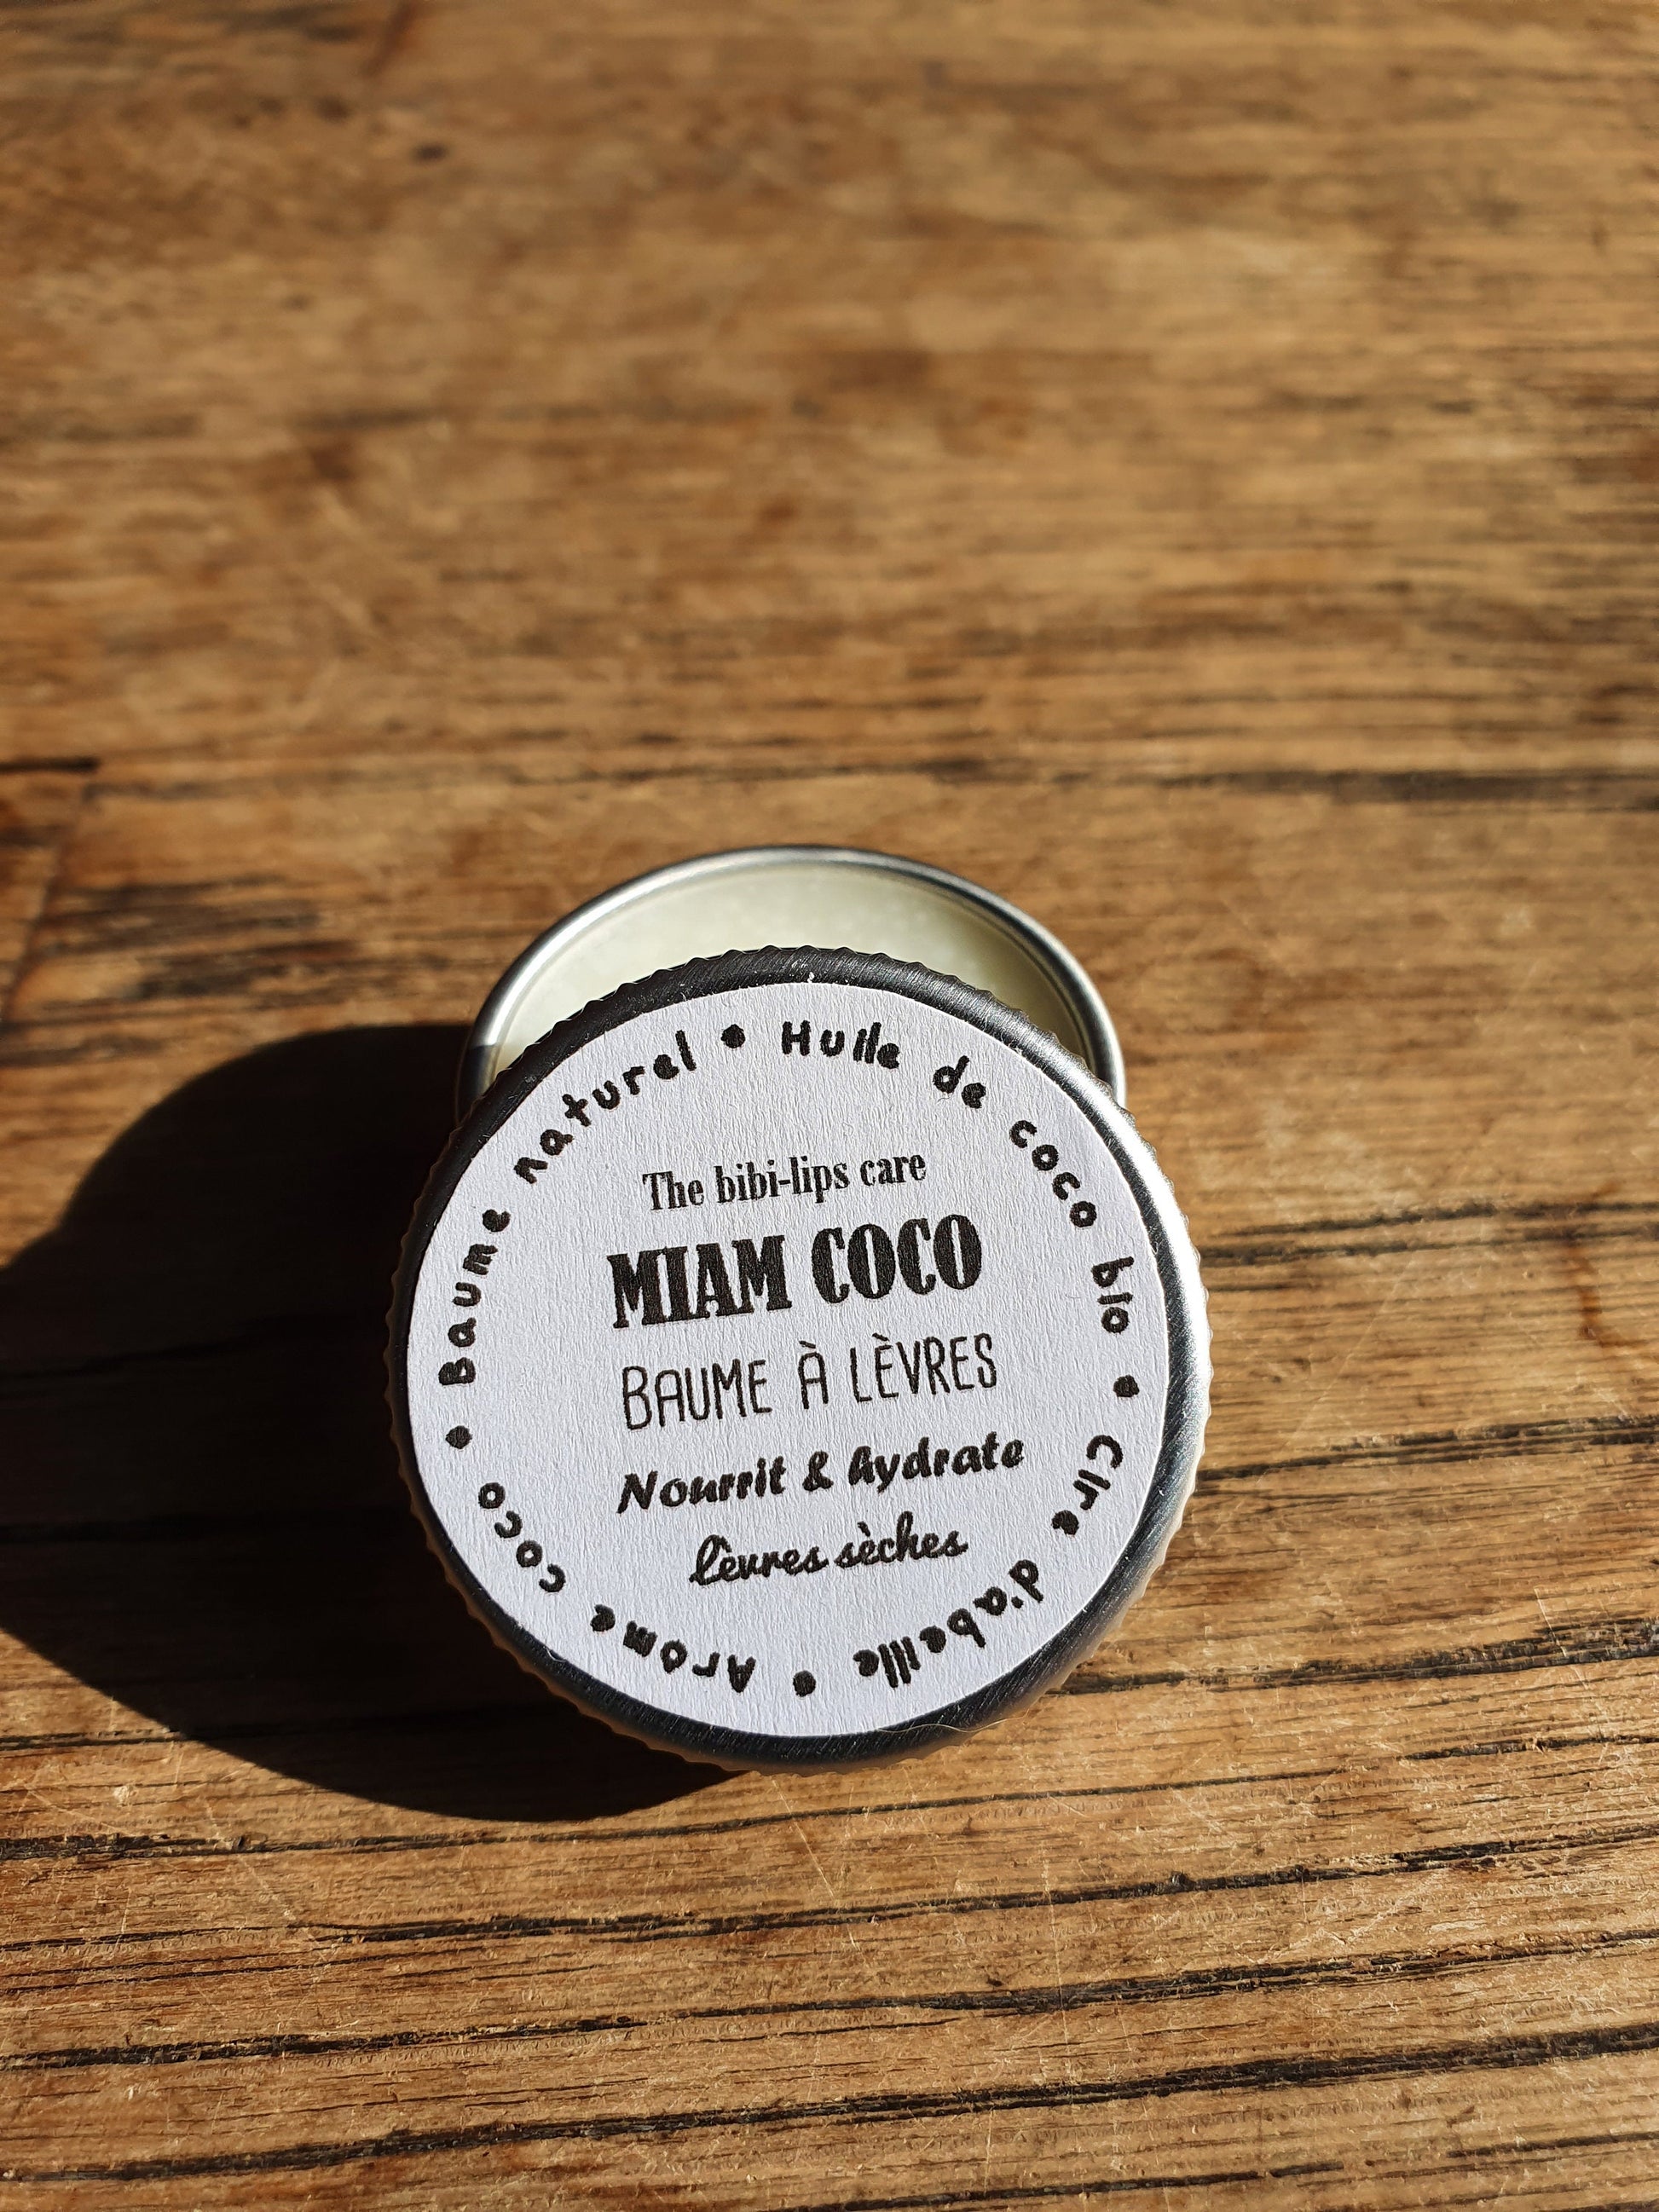 The bibi-lips care
MIAM COCO
BAUME À LÈVRES
Nourrit & hydrate
lèvres sèches
Baume naturel • Huile de coco bio • Cire d'abeille • Arôme coco •